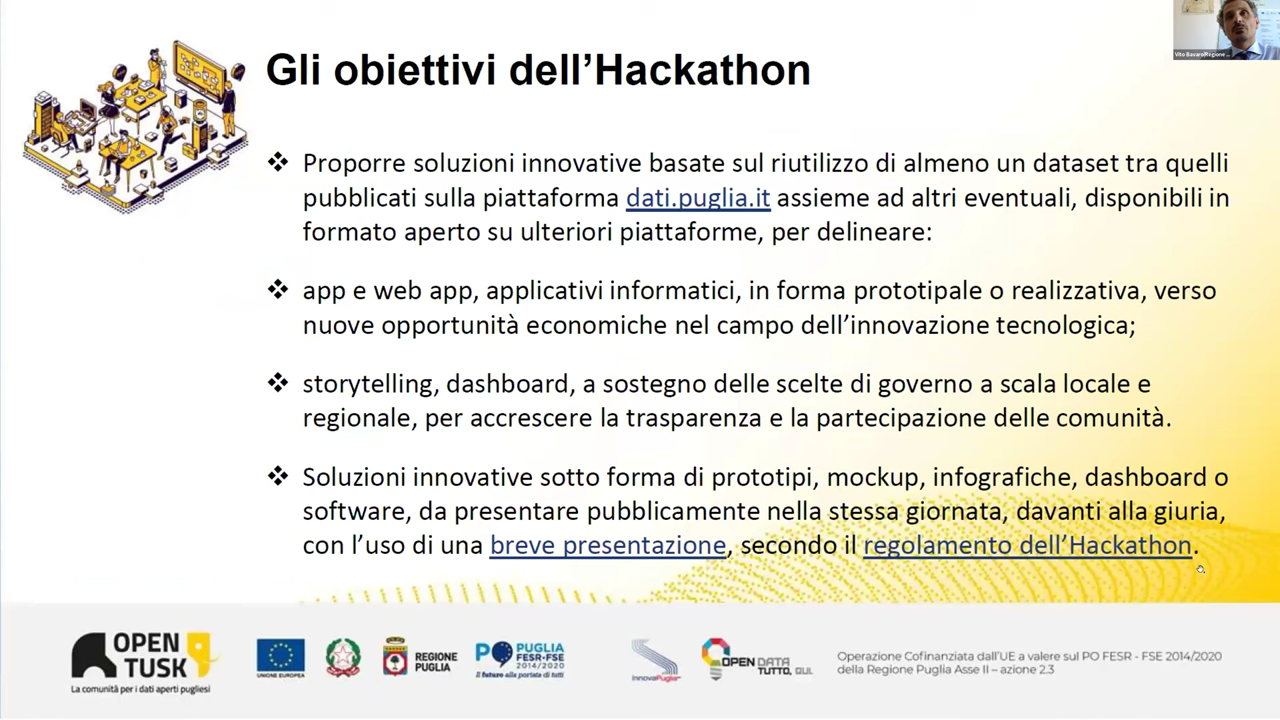 Vito Bavaro|Regione ...
Gli obiettivi dell’Hackathon
❖ Proporre soluzioni innovative basate sul riutilizzo di almeno un dataset tra quelli
pubblicati sulla piattaforma dati.puglia.it assieme ad altri eventuali, disponibili in
formato aperto su ulteriori piattaforme, per delineare:
❖ app e web app, applicativi informatici, in forma prototipale o realizzativa, verso
nuove opportunità economiche nel campo dell’innovazione tecnologica;
❖ storytelling, dashboard, a sostegno delle scelte di governo a scala locale e
regionale, per accrescere la trasparenza e la partecipazione delle comunità.
❖ Soluzioni innovative sotto forma di prototipi, mockup, infografiche, dashboard o
software, da presentare pubblicamente nella stessa giornata, davanti alla giuria,
con l’uso di una breve presentazione, secondo il regolamento dell’Hackathon.
OPEN
TUSK
La comunità per i dati aperti pugliesi
UNIONE EUROPEA
REGIONE
PUGLIA
PO PUGLIA
FESR-FSE
2014/2020
Il futuro alla portata di tutti
InnovaPuglia
OPEN DATA
TUTTO, QUI.
Operazione Cofinanziata dall’UE a valere sul PO FESR - FSE 2014/2020
della Regione Puglia Asse II – azione 2.3